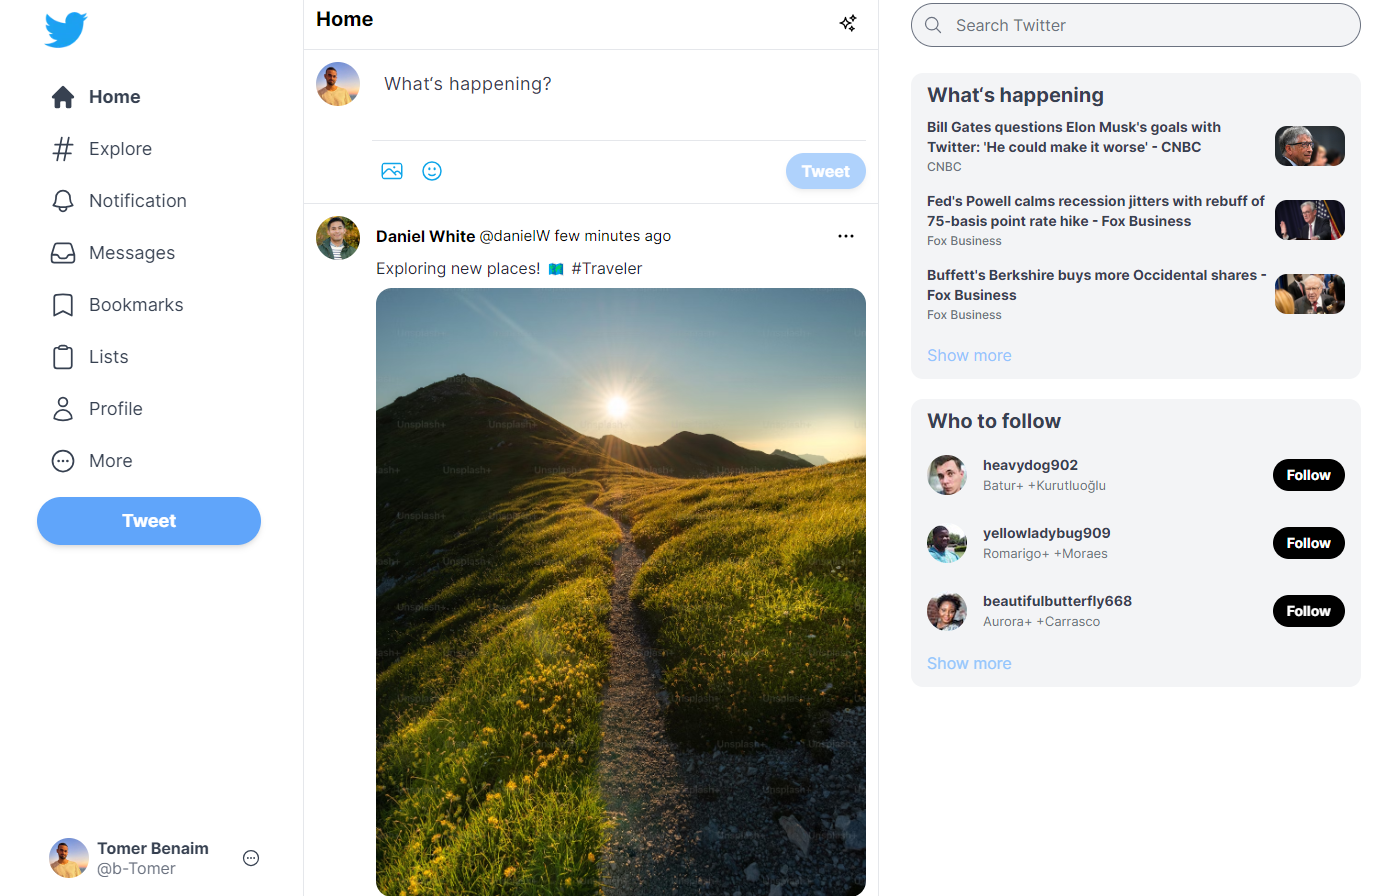 Home
Explore
Notification
Messages
Bookmarks
Lists
Profile
More
Tweet
Tomer Benaim
@b-Tomer
Home
What‘s happening?
Tweet
Daniel White @danielW few minutes ago
Exploring new places! 🗺️ #Traveler
Unsplash+
Search Twitter
What‘s happening
Bill Gates questions Elon Musk's goals with
Twitter: 'He could make it worse' - CNBC
CNBC
Fed's Powell calms recession jitters with rebuff of
75-basis point rate hike - Fox Business
Fox Business
Buffett's Berkshire buys more Occidental shares -
Fox Business
Fox Business
Show more
Who to follow
heavydog902
Batur+ +Kurutluoğlu
Follow
yellowladybug909
Romarigo+ +Moraes
Follow
beautifulbutterfly668
Aurora+ +Carrasco
Follow
Show more